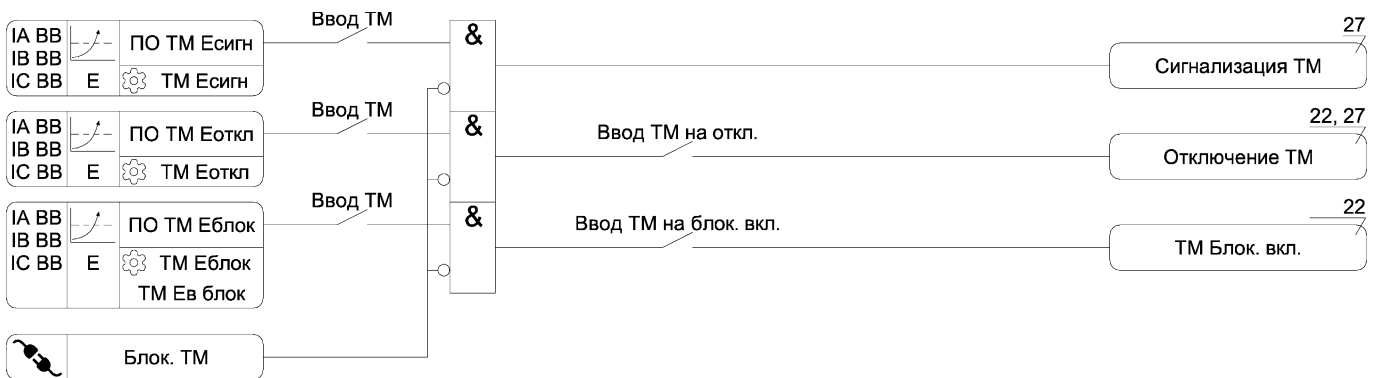 IA ВВ
IB ВВ
IC ВВ
E
ПО ТМ Есигн
ТМ Есигн
Ввод ТМ
&
27
Сигнализация ТМ
IA ВВ
IB ВВ
IC ВВ
E
ПО ТМ Еоткл
ТМ Еоткл
Ввод ТМ
&
Ввод ТМ на откл.
22, 27
Отключение ТМ
IA ВВ
IB ВВ
IC ВВ
E
ПО ТМ Еблок
ТМ Еблок
ТМ Ев блок
Ввод ТМ
&
Ввод ТМ на блок. вкл.
22
ТМ Блок. вкл.
Блок. ТМ